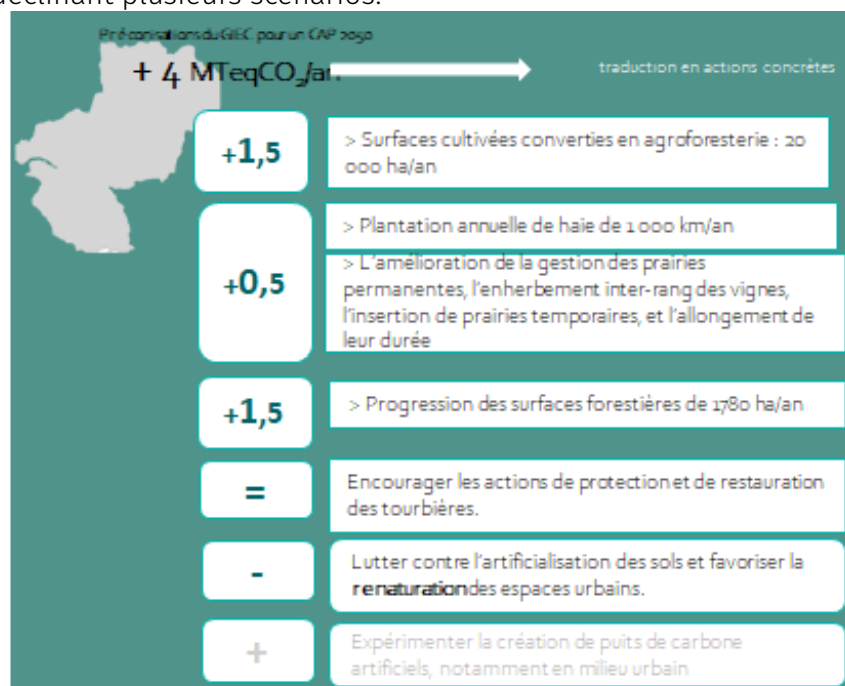 déclinant plusieurs scénarios.
Préconisations du GIEC pour un CAP 2050
+ 4 MTeqCO₂/an
traduction en actions concrètes
+1,5
> Surfaces cultivées converties en agroforesterie : 20
000 ha/an
+0,5
> Plantation annuelle de haie de 1 000 km/an
> L'amélioration de la gestion des prairies
permanentes, l'enherbement inter-rang des vignes,
l'insertion de prairies temporaires, et l'allongement de
leur durée
+1,5
> Progression des surfaces forestières de 1780 ha/an
=
Encourager les actions de protection et de restauration
des tourbières.
-
Lutter contre l'artificialisation des sols et favoriser la
renaturation des espaces urbains.
+
Expérimenter la création de puits de carbone
artificiels, notamment en milieu urbain